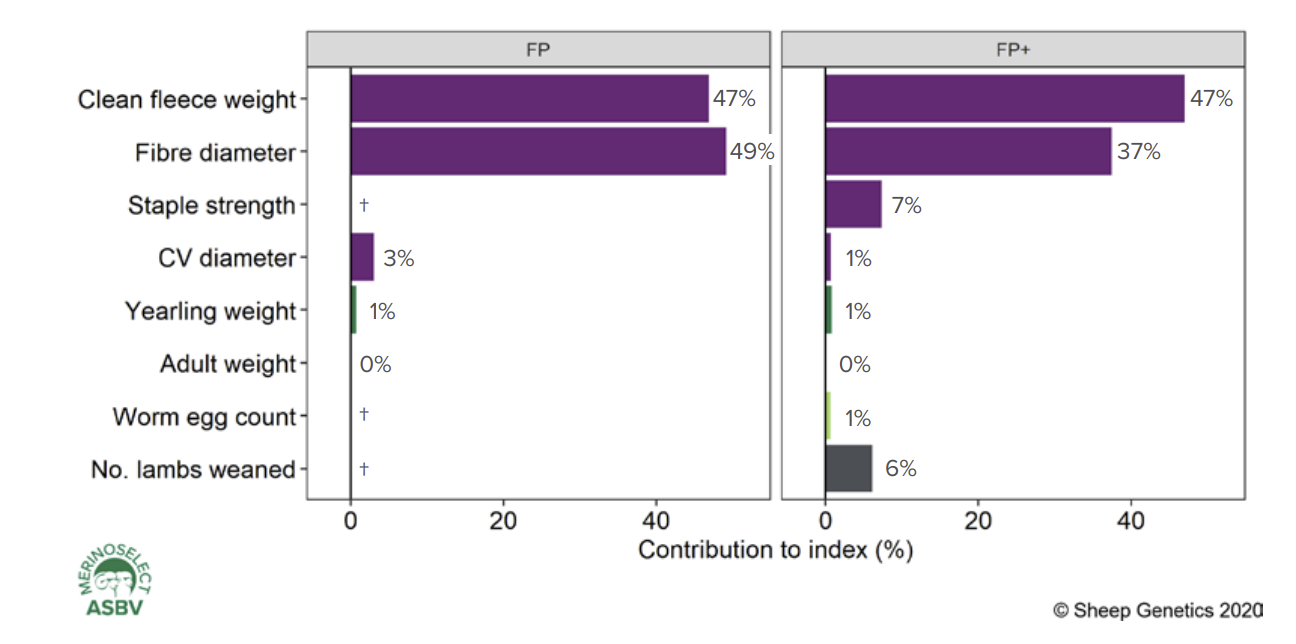 FP
FP+
Clean fleece weight
47%
47%
Fibre diameter
49%
37%
Staple strength
†
7%
CV diameter
3%
1%
Yearling weight
1%
1%
Adult weight
0%
0%
Worm egg count
†
1%
No. lambs weaned
†
6%
0
20
40
0
20
40
Contribution to index (%)
MERINOSELECT
ASBV
© Sheep Genetics 2020